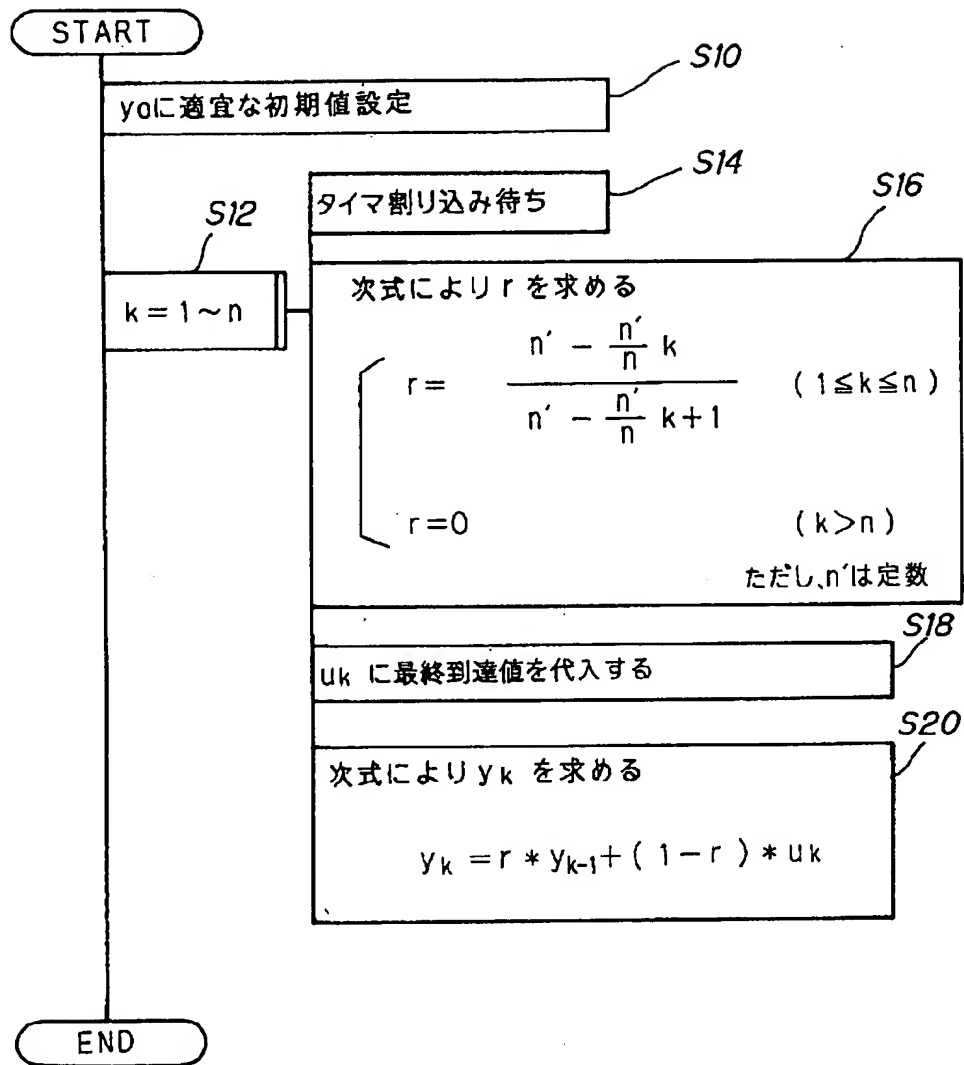 START
S10
y0に適宜な初期値設定
S14
タイマ割り込み待ち
S12
k = 1~n
S16
次式によりrを求める
r = (n′ - (n′/n) k) / (n′ - (n′/n) k+1) (1≦k≦n)
r=0 (k>n)
ただし、n′は定数
S18
uk に最終到達値を代入する
S20
次式により yk を求める
yk = r * yk-1 + ( 1-r ) * uk
END